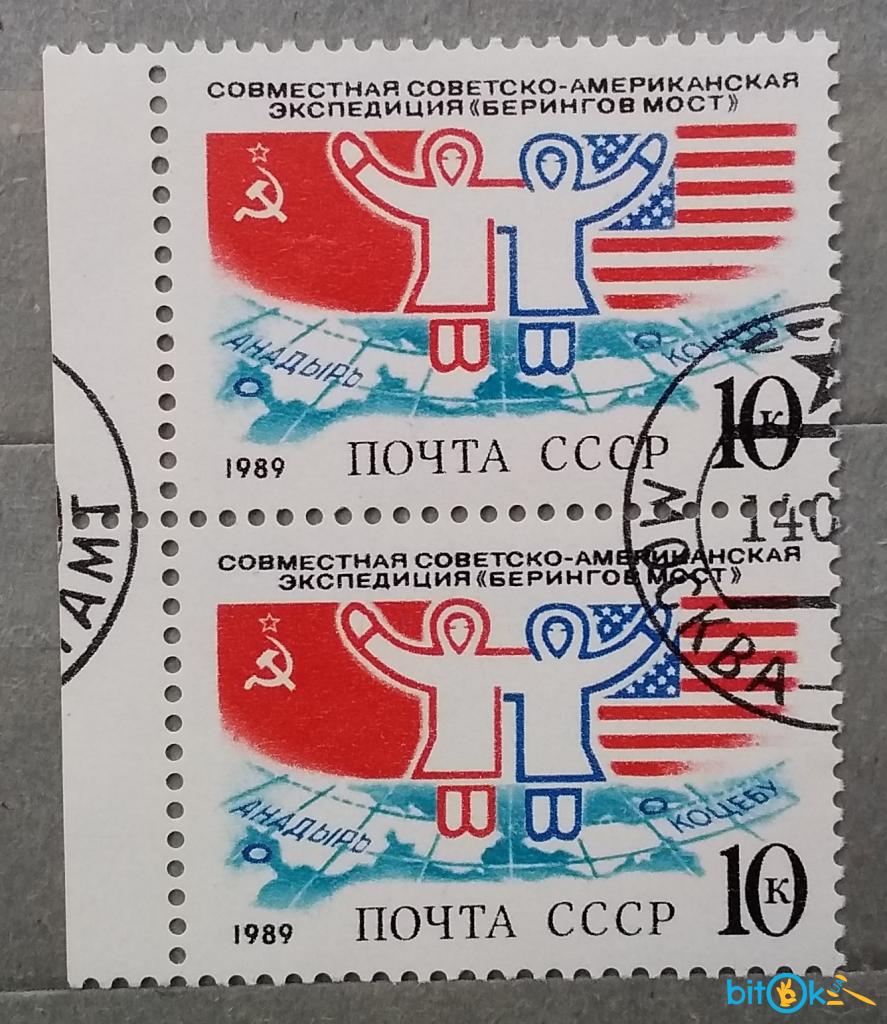 СОВМЕСТНАЯ СОВЕТСКО-АМЕРИКАНСКАЯ
ЭКСПЕДИЦИЯ «БЕРИНГОВ МОСТ»
АНАДЫРЬ
КОЦЕБУ
10 К
1989 ПОЧТА СССР
АМТ
140
МОСКВА
СОВМЕСТНАЯ СОВЕТСКО-АМЕРИКАНСКАЯ
ЭКСПЕДИЦИЯ «БЕРИНГОВ МОСТ»
АНАДЫРЬ
КОЦЕБУ
10 К
1989 ПОЧТА СССР
bitOk